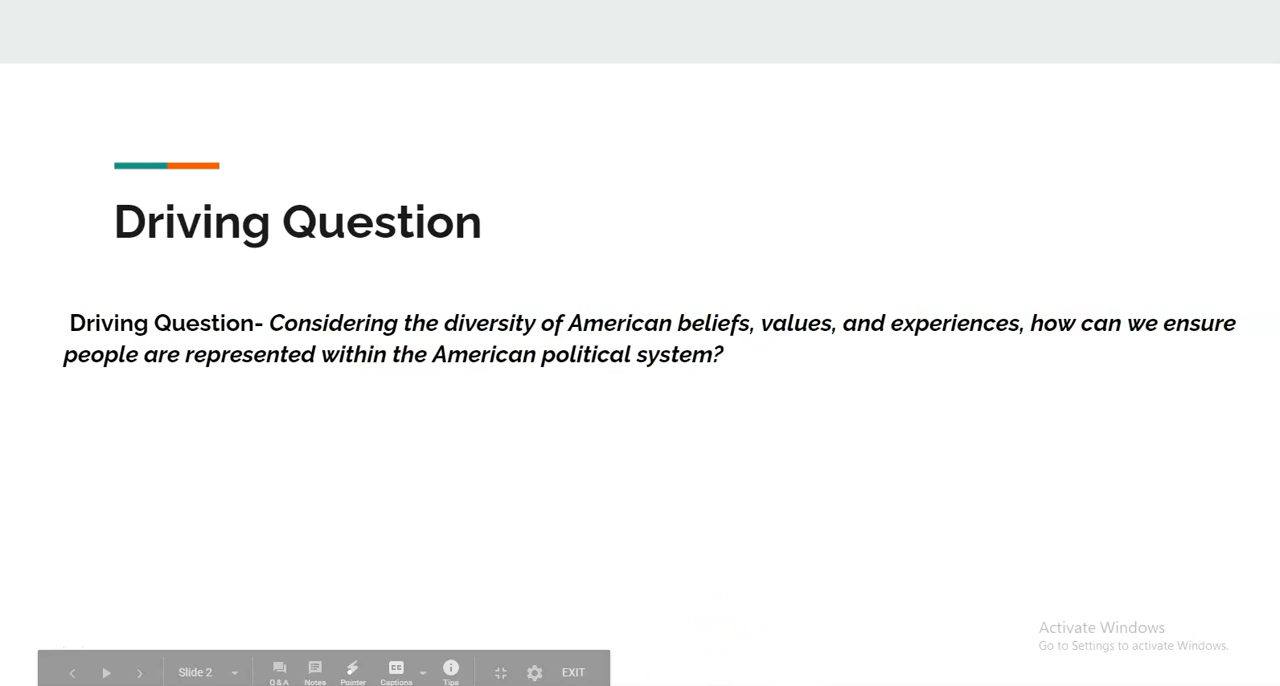 Driving Question
Driving Question- Considering the diversity of American beliefs, values, and experiences, how can we ensure
people are represented within the American political system?
Activate Windows
Go to Settings to activate Windows.
Slide 2
Q&A Notes Pointer Captions Tips
EXIT